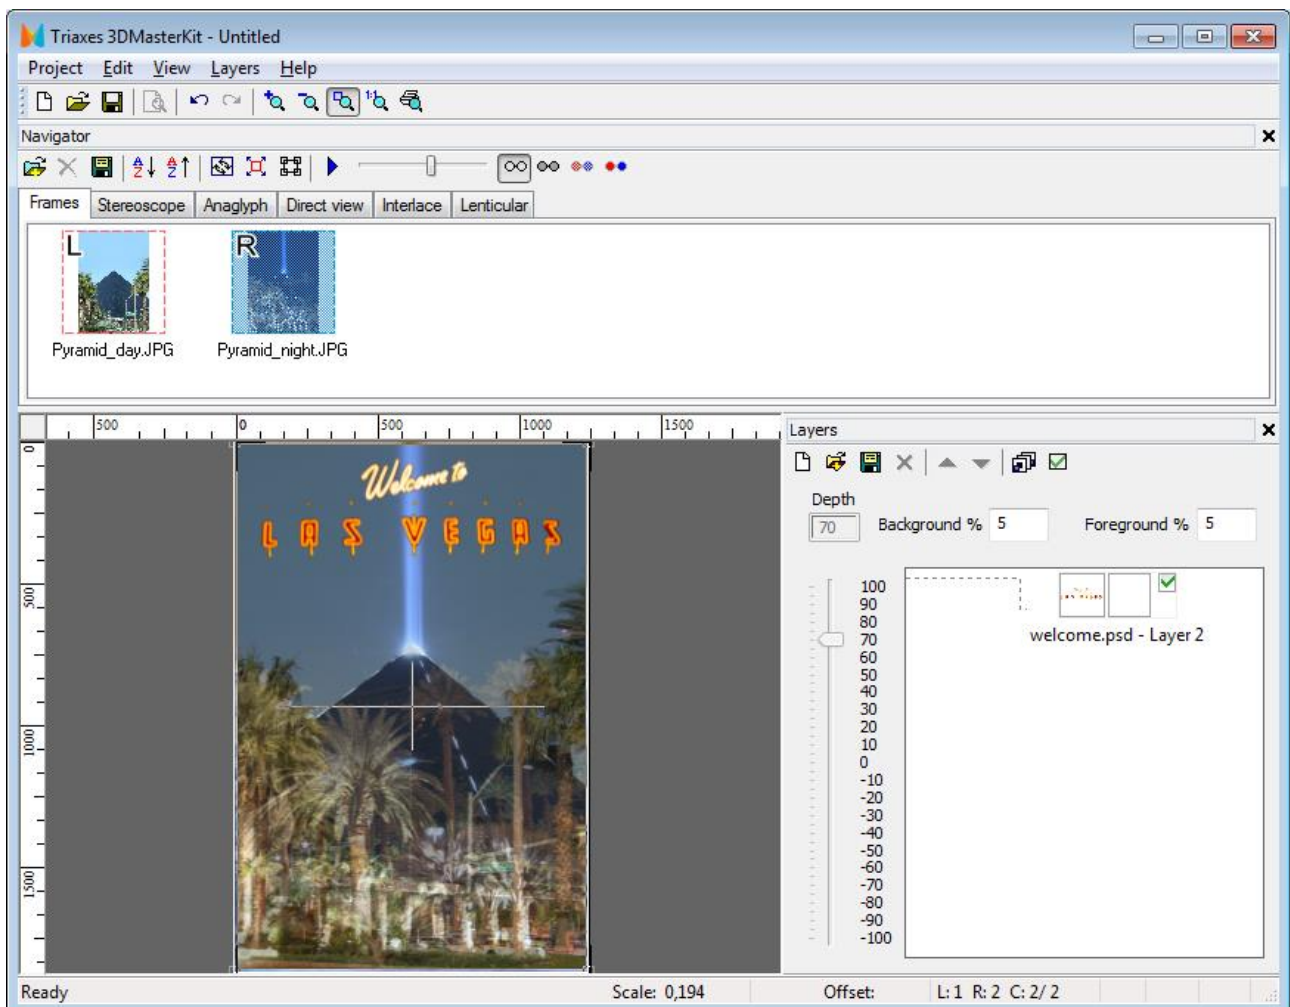 Triaxes 3DMasterKit - Untitled
Project Edit View Layers Help
1:1
Navigator
A Z A Z
Frames Stereoscope Anaglyph Direct view Interlace Lenticular
L R
Pyramid_day.JPG Pyramid_night.JPG
500 0 500 1000 1500
0
500
1000
1500
Welcome to
LAS VEGAS
Layers
Depth
70 Background % 5 Foreground % 5
100
90
80
70
60
50
40
30
20
10
0
-10
-20
-30
-40
-50
-60
-70
-80
-90
-100
welcome.psd - Layer 2
Ready Scale: 0,194 Offset: L: 1 R: 2 C: 2/ 2